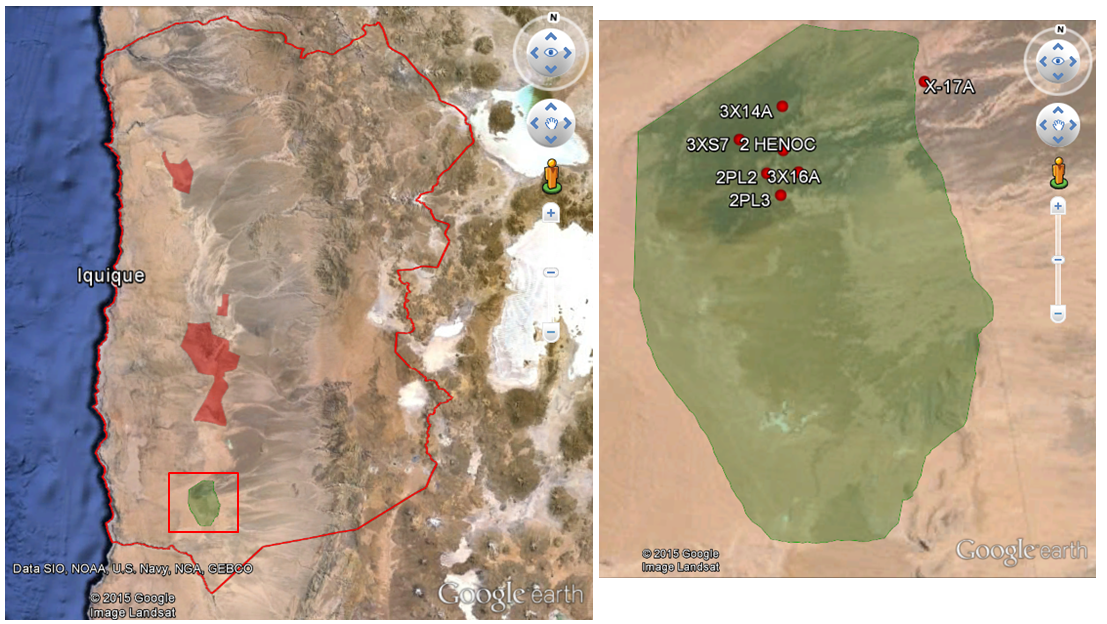 N
Iquique
Data SIO, NOAA, U.S. Navy, NGA, GEBCO
© 2015 Google
Image Landsat
Google earth
N
X-17A
3X14A
3XS7 2 HENOC
2PL2 3X16A
2PL3
© 2015 Google
Image Landsat
Google earth